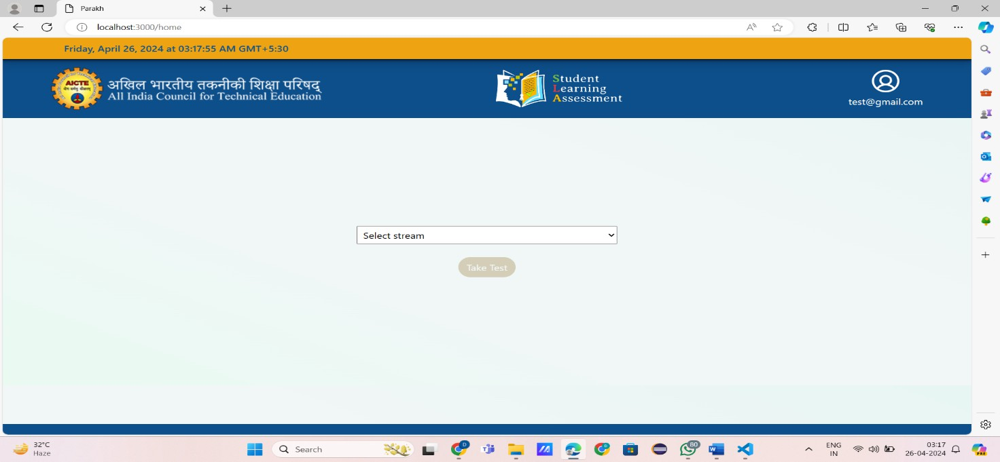 Parakh
localhost:3000/home
Friday, April 26, 2024 at 03:17:55 AM GMT+5:30
AICTE
अखिल भारतीय तकनीकी शिक्षा परिषद्
All India Council for Technical Education
Student
Learning
Assessment
test@gmail.com
Select stream
Take Test
32°C
Haze
Search
D
D
80
ENG
IN
03:17
26-04-2024
PRE